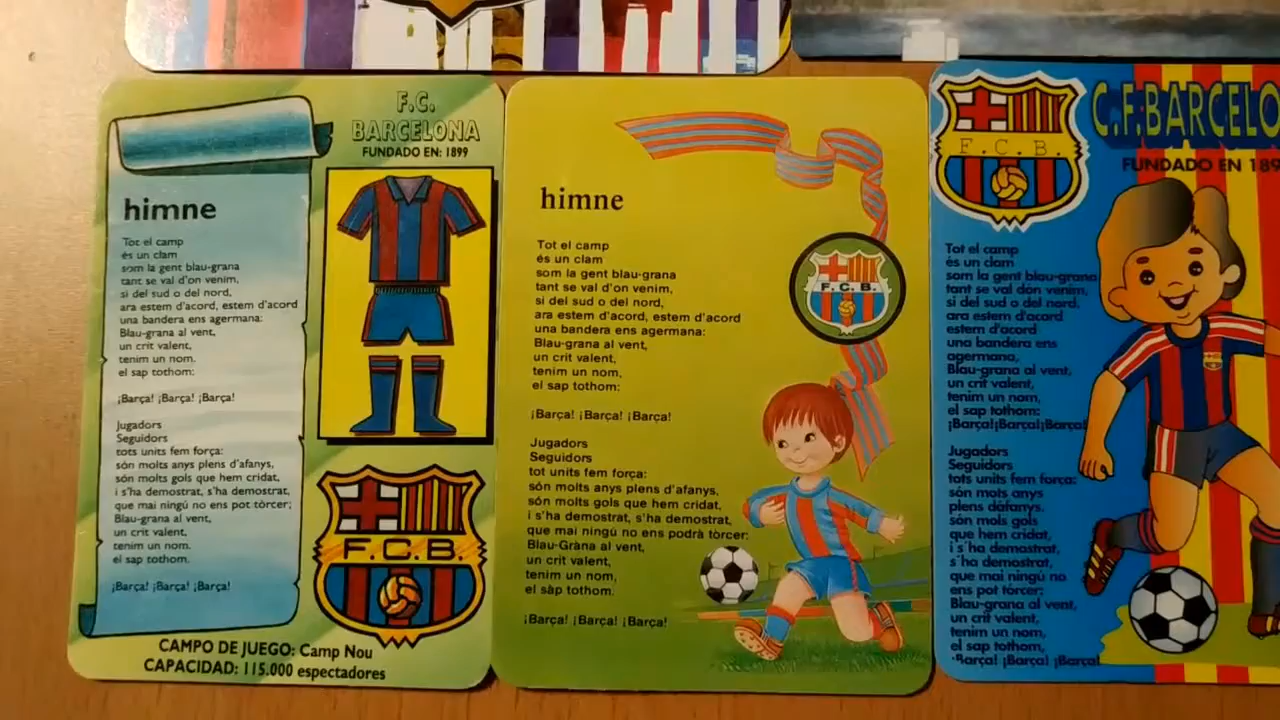 F.C.
BARCELONA
FUNDADO EN: 1899
himne
Tot el camp
és un clam
som la gent blau-grana
tant se val d'on venim,
si del sud o del nord,
ara estem d'acord, estem d'acord
una bandera ens agermana:
Blau-grana al vent,
un crit valent,
tenim un nom.
el sap tothom:
¡Barça! ¡Barça! ¡Barça!
Jugadors
Seguidors
tots units fem força:
són molts anys plens d'afanys,
són molts gols que hem cridat,
i s'ha demostrat, s'ha demostrat,
que mai ningú no ens pot tòrcer;
Blau-grana al vent,
un crit valent,
tenim un nom.
el sap tothom.
¡Barça! ¡Barça! ¡Barça!
F.C.B.
CAMPO DE JUEGO: Camp Nou
CAPACIDAD: 115.000 espectadores
himne
Tot el camp
és un clam
som la gent blau-grana
tant se val d'on venim,
si del sud o del nord,
ara estem d'acord, estem d'acord
una bandera ens agermana:
Blau-grana al vent,
un crit valent,
tenim un nom,
el sap tothom:
¡Barça! ¡Barça! ¡Barça!
Jugadors
Seguidors
tot units fem força:
són molts anys plens d'afanys,
són molts gols que hem cridat,
i s'ha demostrat, s'ha demostrat,
que mai ningú no ens podrà tòrcer:
Blau-Grana al vent,
un crit valent,
tenim un nom,
el sàp tothom.
¡Barça! ¡Barça! ¡Barça!
F.C.B.
F.C.B.
C.F.BARCELO
FUNDADO EN 189
Tot el camp
és un clam
som la gent blau-grana
tant se val dón venim,
si del sud o del nord,
ara estem d'acord
estem d'acord
una bandera ens
agermana,
Blau-grana al vent,
un crit valent,
tenim un nom,
el sap tothom:
¡Barça!¡Barça!¡Barça!
Jugadors
Seguidors
tots units fem força:
són mots anys
plens dáfanys.
són mols gols
que hem cridat,
i s'ha demostrat,
s'ha demostrat,
que mai ningú no
ens pot tórcer;
Blau-grana al vent,
un crit valent,
tenim un nom,
el sap tothom,
¡Barça! ¡Barça! ¡Barça!